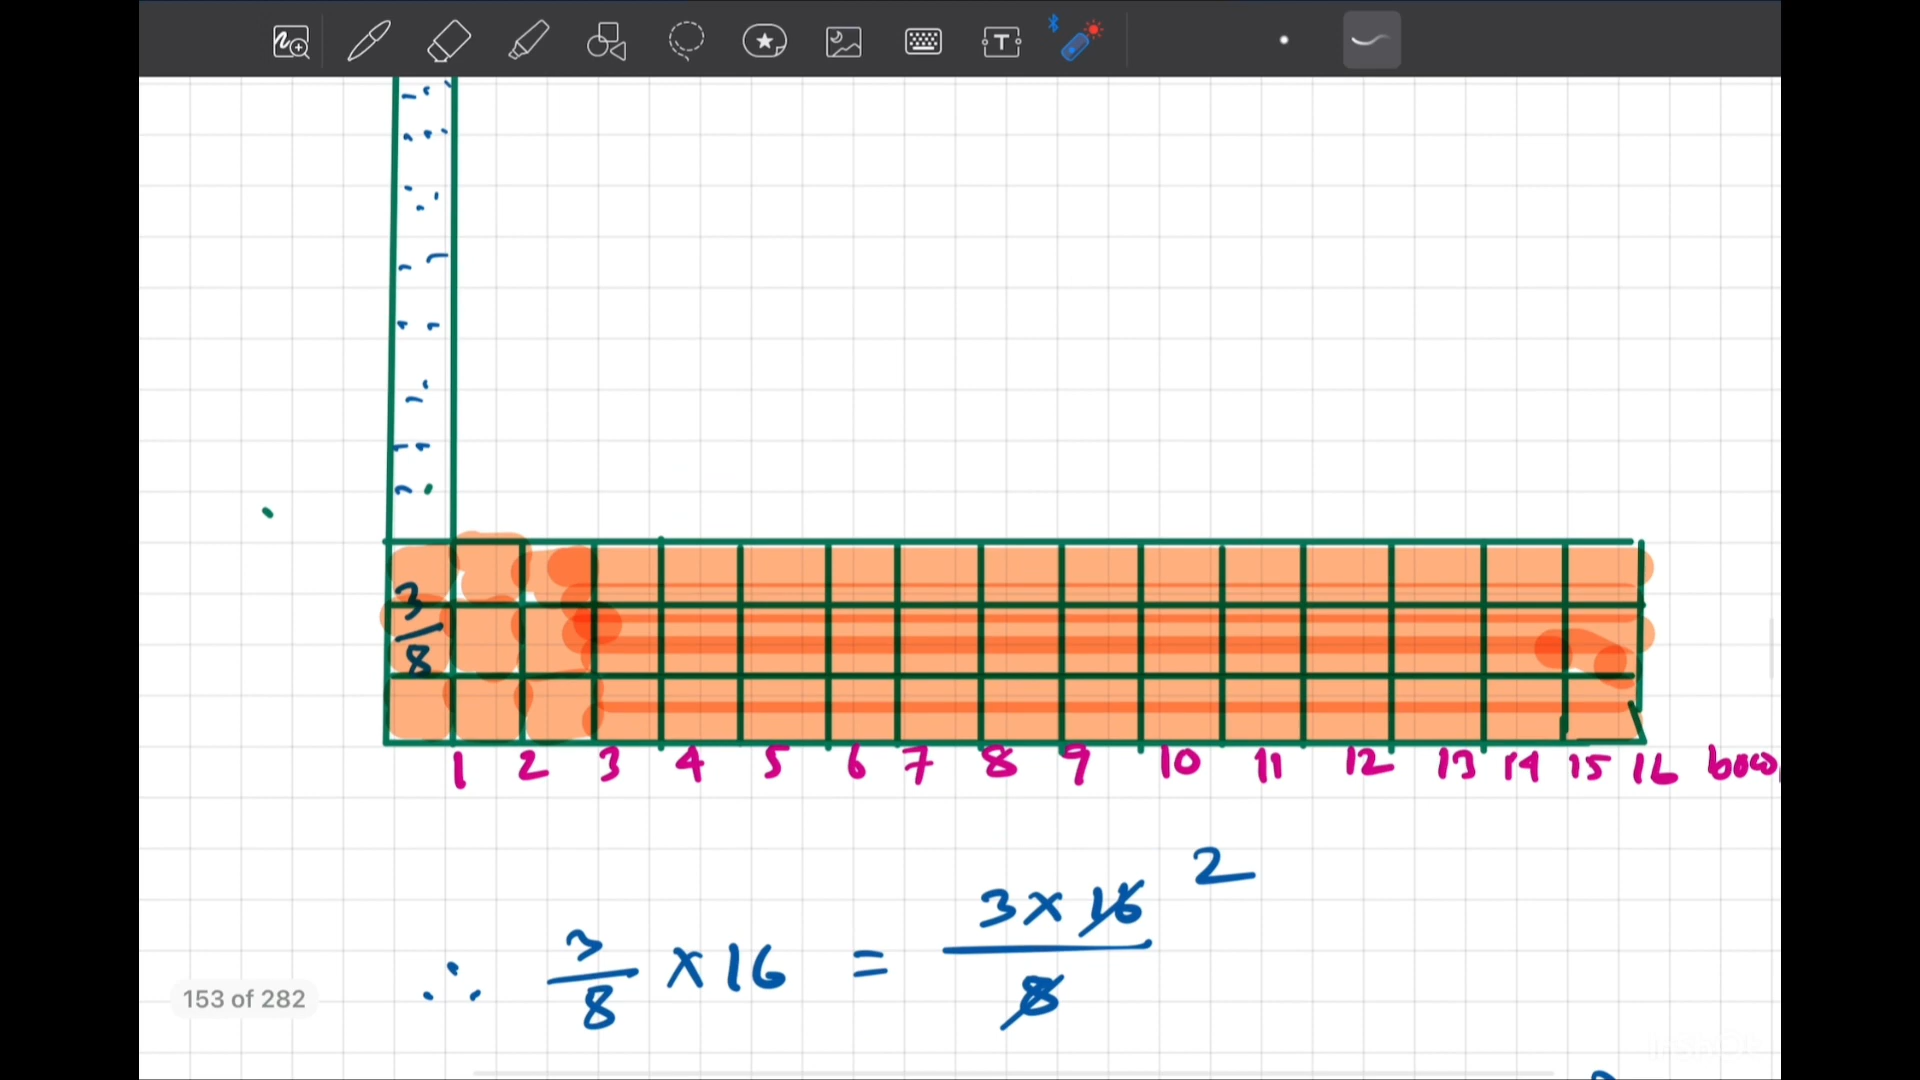 3/8
1 2 3 4 5 6 7 8 9 10 11 12 13 14 15 16
∴ 3/8 × 16 = 3 × 16/8 2
153 of 282